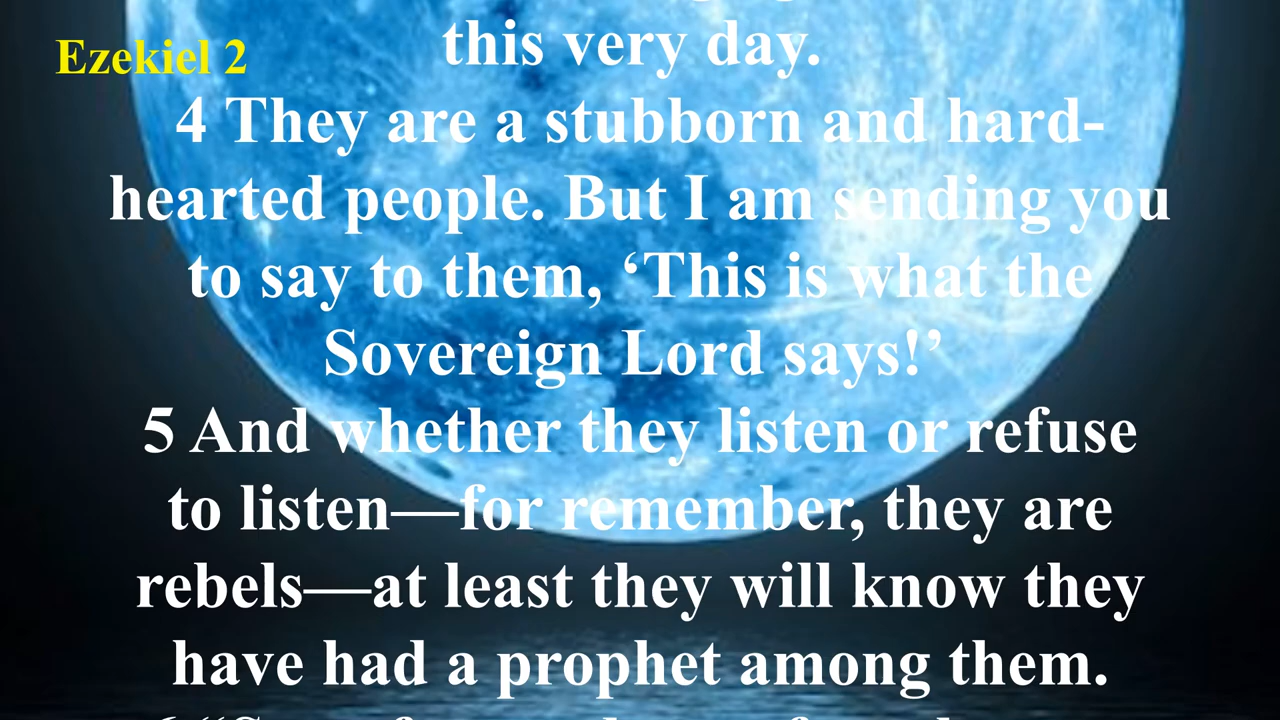 Ezekiel 2
this very day.
4 They are a stubborn and hard-
hearted people. But I am sending you
to say to them, ‘This is what the
Sovereign Lord says!’
5 And whether they listen or refuse
to listen—for remember, they are
rebels—at least they will know they
have had a prophet among them.